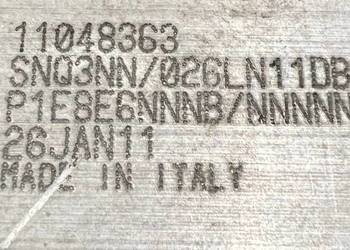 11048363
SNQ3NN/026LN11DB
P1E8E6NNNB/NNNNN
26JAN11
MADE IN ITALY